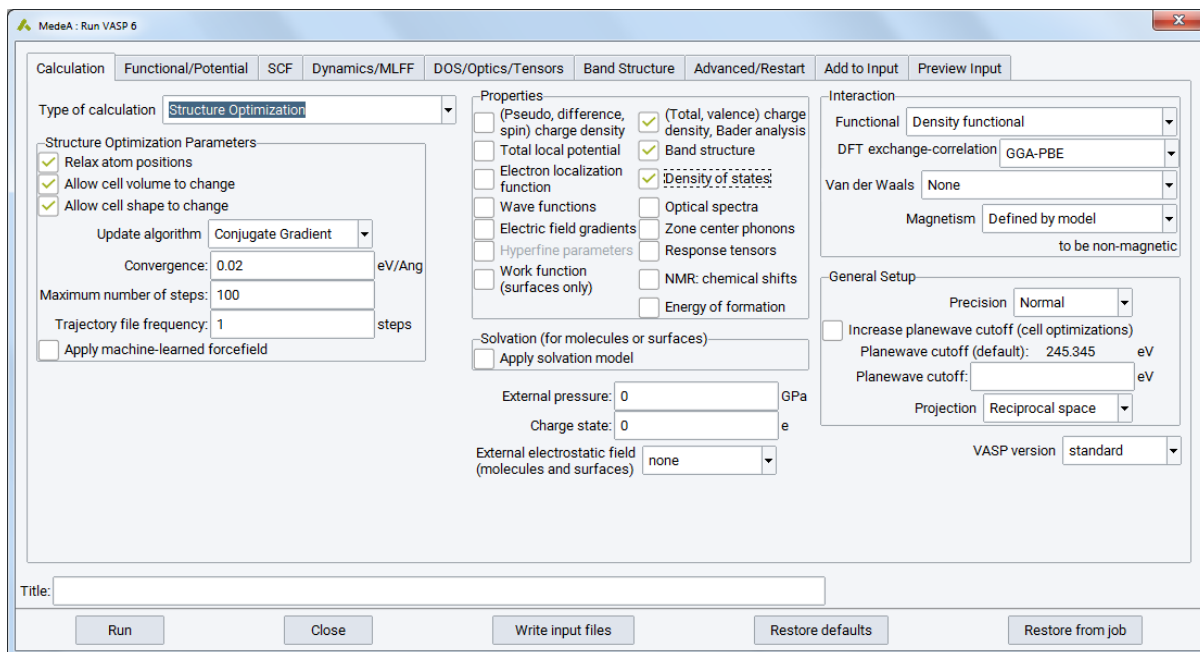 MedeA : Run VASP 6
Calculation Functional/Potential SCF Dynamics/MLFF DOS/Optics/Tensors Band Structure Advanced/Restart Add to Input Preview Input
Type of calculation Structure Optimization
Structure Optimization Parameters
Relax atom positions
Allow cell volume to change
Allow cell shape to change
Update algorithm Conjugate Gradient
Convergence: 0.02 eV/Ang
Maximum number of steps: 100
Trajectory file frequency: 1 steps
Apply machine-learned forcefield
Properties
(Pseudo, difference,
spin) charge density
Total local potential
Electron localization
function
Wave functions
Electric field gradients
Hyperfine parameters
Work function
(surfaces only)
(Total, valence) charge
density, Bader analysis
Band structure
Density of states
Optical spectra
Zone center phonons
Response tensors
NMR: chemical shifts
Energy of formation
Solvation (for molecules or surfaces)
Apply solvation model
External pressure: 0 GPa
Charge state: 0 e
External electrostatic field
(molecules and surfaces) none
Interaction
Functional Density functional
DFT exchange-correlation GGA-PBE
Van der Waals None
Magnetism Defined by model
to be non-magnetic
General Setup
Precision Normal
Increase planewave cutoff (cell optimizations)
Planewave cutoff (default): 245.345 eV
Planewave cutoff: eV
Projection Reciprocal space
VASP version standard
Title:
Run Close Write input files Restore defaults Restore from job